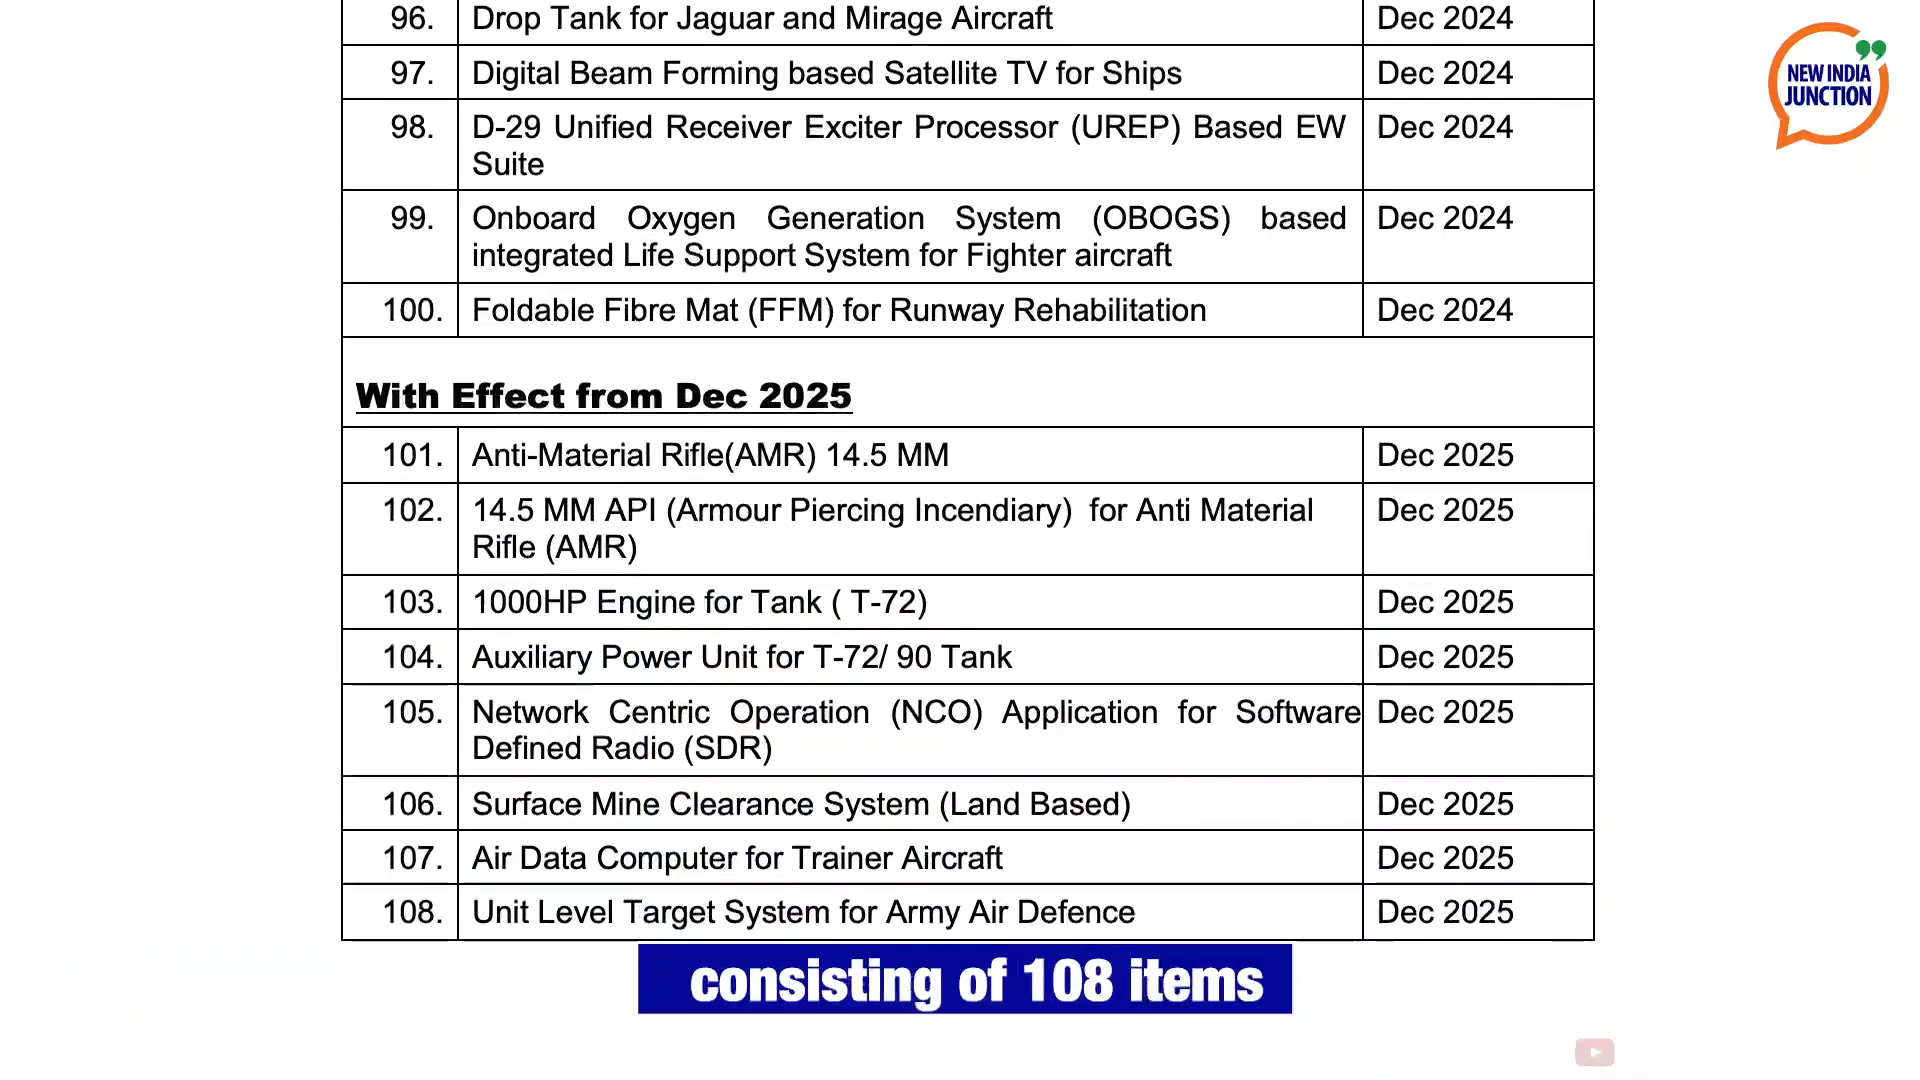 96. Drop Tank for Jaguar and Mirage Aircraft Dec 2024
97. Digital Beam Forming based Satellite TV for Ships Dec 2024
98. D-29 Unified Receiver Exciter Processor (UREP) Based EW Dec 2024
Suite
99. Onboard Oxygen Generation System (OBOGS) based Dec 2024
integrated Life Support System for Fighter aircraft
100. Foldable Fibre Mat (FFM) for Runway Rehabilitation Dec 2024
With Effect from Dec 2025
101. Anti-Material Rifle(AMR) 14.5 MM Dec 2025
102. 14.5 MM API (Armour Piercing Incendiary) for Anti Material Dec 2025
Rifle (AMR)
103. 1000HP Engine for Tank ( T-72) Dec 2025
104. Auxiliary Power Unit for T-72/ 90 Tank Dec 2025
105. Network Centric Operation (NCO) Application for Software Dec 2025
Defined Radio (SDR)
106. Surface Mine Clearance System (Land Based) Dec 2025
107. Air Data Computer for Trainer Aircraft Dec 2025
108. Unit Level Target System for Army Air Defence Dec 2025
consisting of 108 items
NEW INDIA
JUNCTION